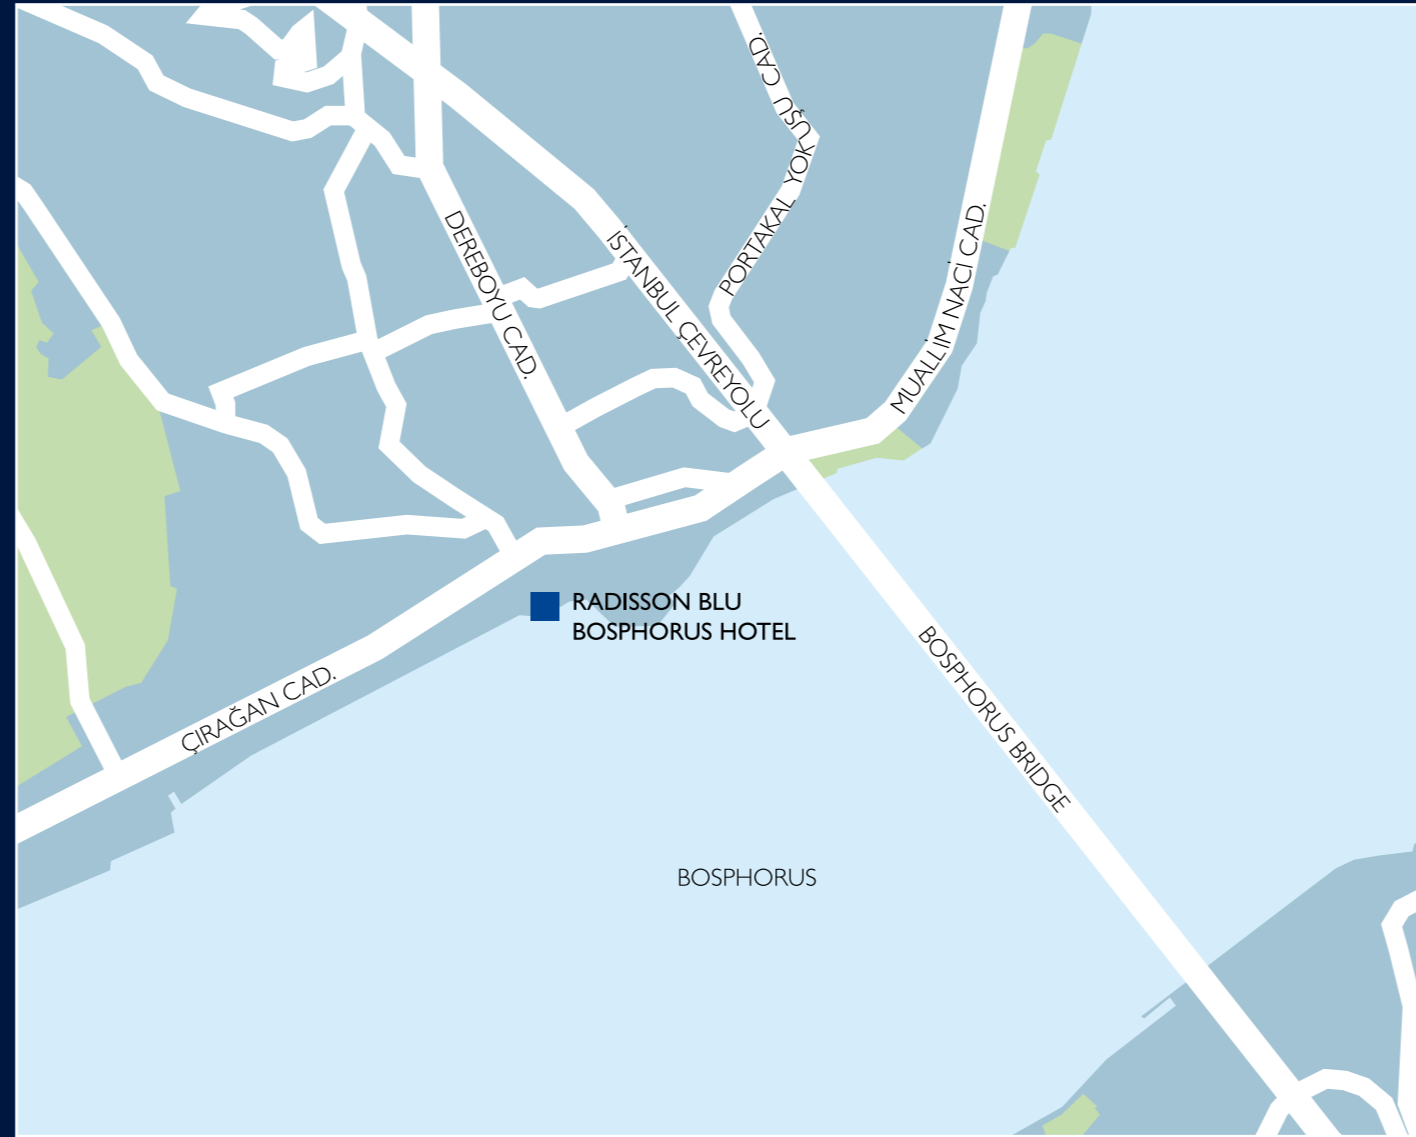 PORTAKAL YOKUŞU CAD.
DEREBOYU CAD.
İSTANBUL ÇEVREYOLU
MUALLİM NACİ CAD.
RADISSON BLU
BOSPHORUS HOTEL
ÇIRAĞAN CAD.
BOSPHORUS BRIDGE
BOSPHORUS